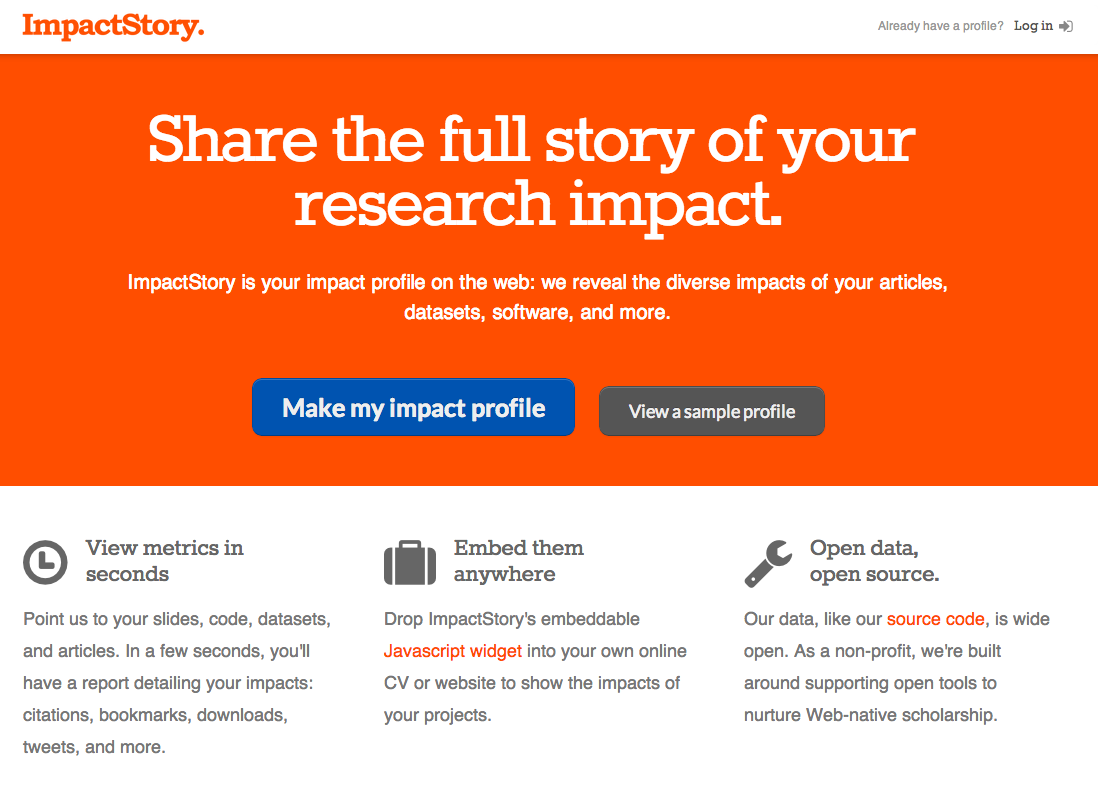 ImpactStory.
Already have a profile? Log in
Share the full story of your
research impact.
ImpactStory is your impact profile on the web: we reveal the diverse impacts of your articles,
datasets, software, and more.
Make my impact profile
View a sample profile
View metrics in
seconds
Point us to your slides, code, datasets,
and articles. In a few seconds, you'll
have a report detailing your impacts:
citations, bookmarks, downloads,
tweets, and more.
Embed them
anywhere
Drop ImpactStory's embeddable
Javascript widget into your own online
CV or website to show the impacts of
your projects.
Open data,
open source.
Our data, like our source code, is wide
open. As a non-profit, we're built
around supporting open tools to
nurture Web-native scholarship.